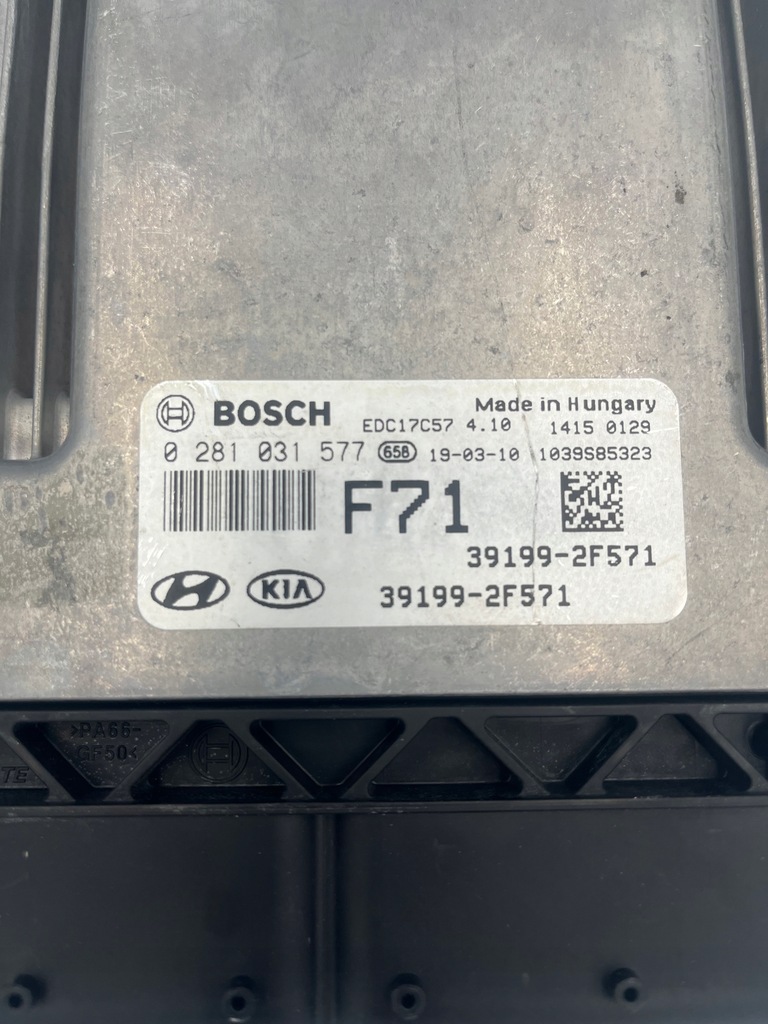 BOSCH EDC17C57 4.10 Made in Hungary
1415 0129
0 281 031 577 658 19-03-10 1039S85323
F71
39199-2F571
KIA 39199-2F571
>PA66-
GF50<
TE